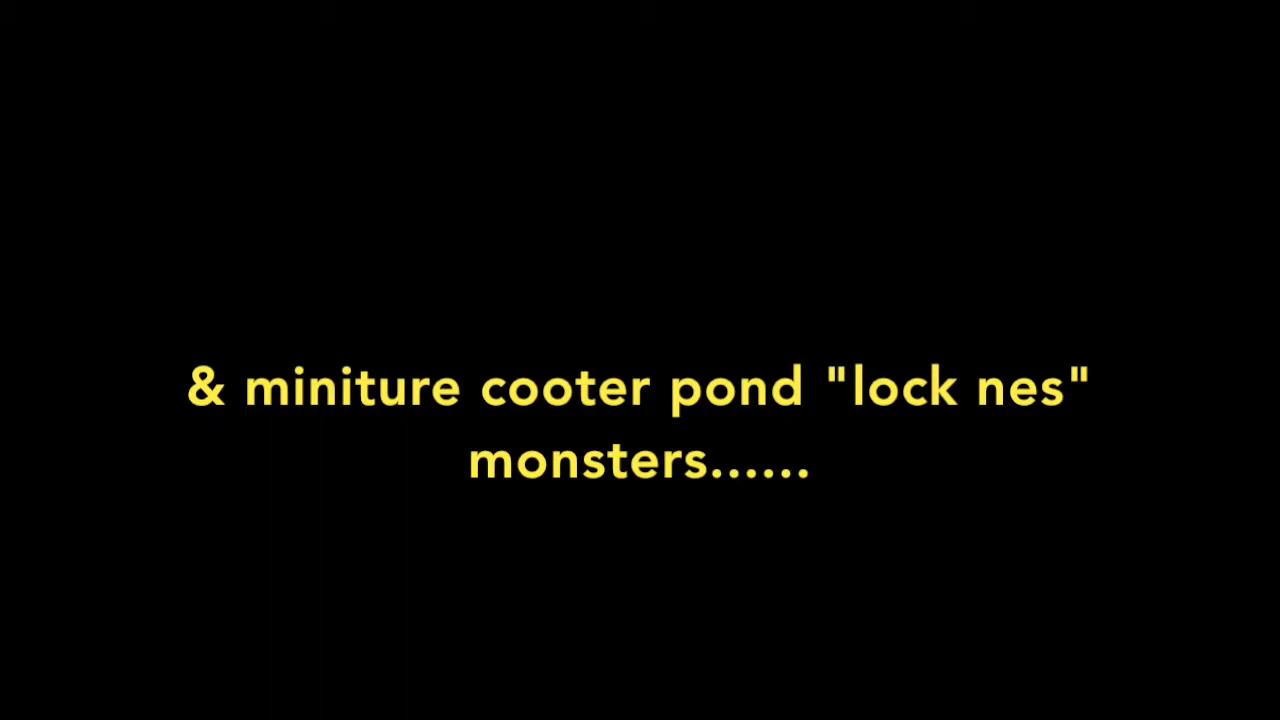 & miniture cooter pond "lock nes"
monsters......